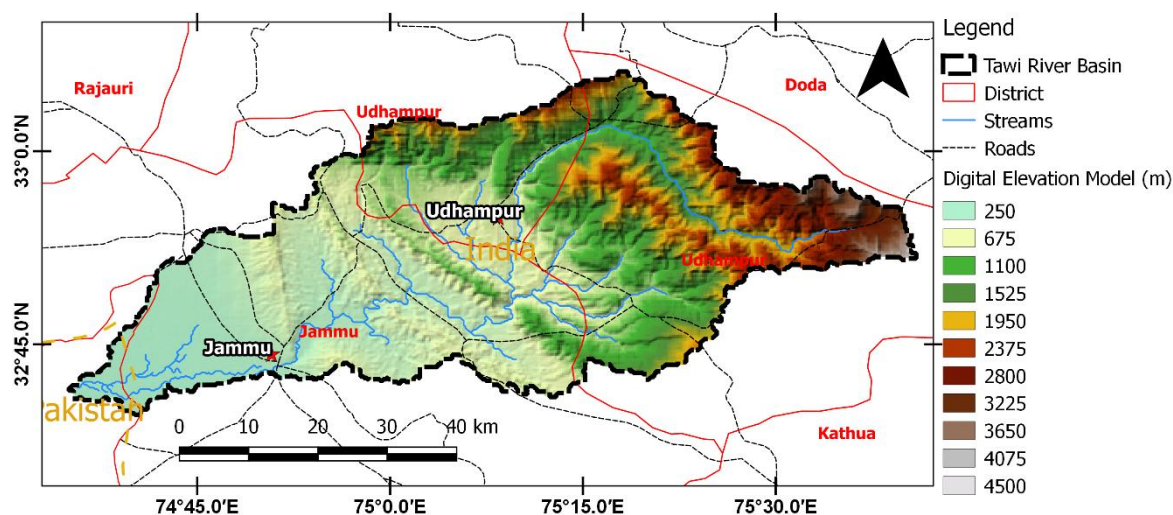 Legend
Tawi River Basin
District
Streams
Roads
Digital Elevation Model (m)
250
675
1100
1525
1950
2375
2800
3225
3650
4075
4500
Rajauri
Udhampur
Doda
Udhampur
India
Udhampur
Jammu
Jammu
Pakistan
Kathua
0 10 20 30 40 km
33°0.0'N
32°45.0'N
74°45.0'E 75°0.0'E 75°15.0'E 75°30.0'E